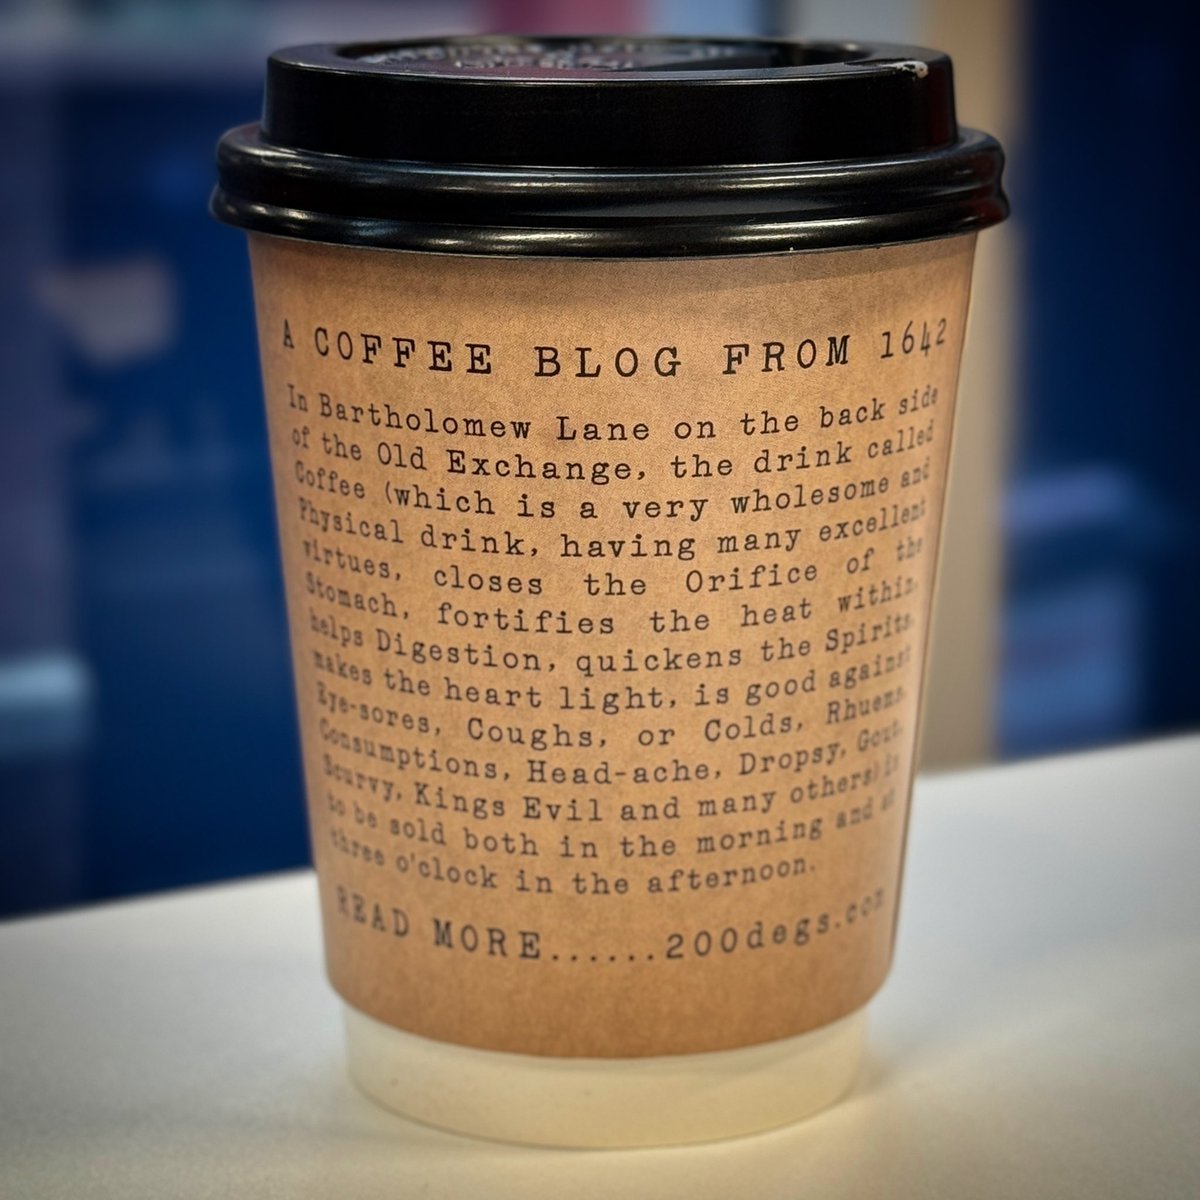 A COFFEE BLOG FROM 1642
In Bartholomew Lane on the back side
of the Old Exchange, the drink called
Coffee (which is a very wholesome and
Physical drink, having many excellent
virtues, closes the Orifice of the
Stomach, fortifies the heat within,
helps Digestion, quickens the Spirits,
makes the heart light, is good against
Eye-sores, Coughs, or Colds, Rhuems,
Consumptions, Head-ache, Dropsy, Gout,
Scurvy, Kings Evil and many others) is
to be sold both in the morning and at
three o'clock in the afternoon.
READ MORE......200degs.com